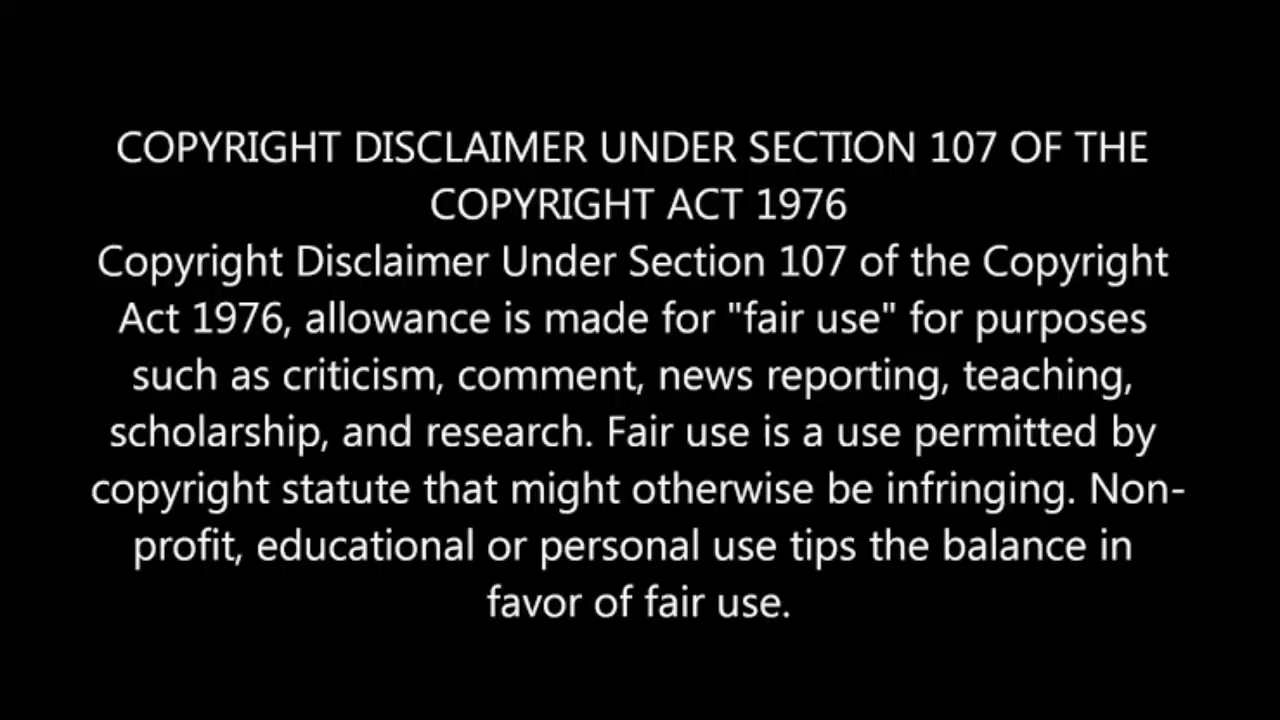 COPYRIGHT DISCLAIMER UNDER SECTION 107 OF THE
COPYRIGHT ACT 1976
Copyright Disclaimer Under Section 107 of the Copyright
Act 1976, allowance is made for "fair use" for purposes
such as criticism, comment, news reporting, teaching,
scholarship, and research. Fair use is a use permitted by
copyright statute that might otherwise be infringing. Non-
profit, educational or personal use tips the balance in
favor of fair use.